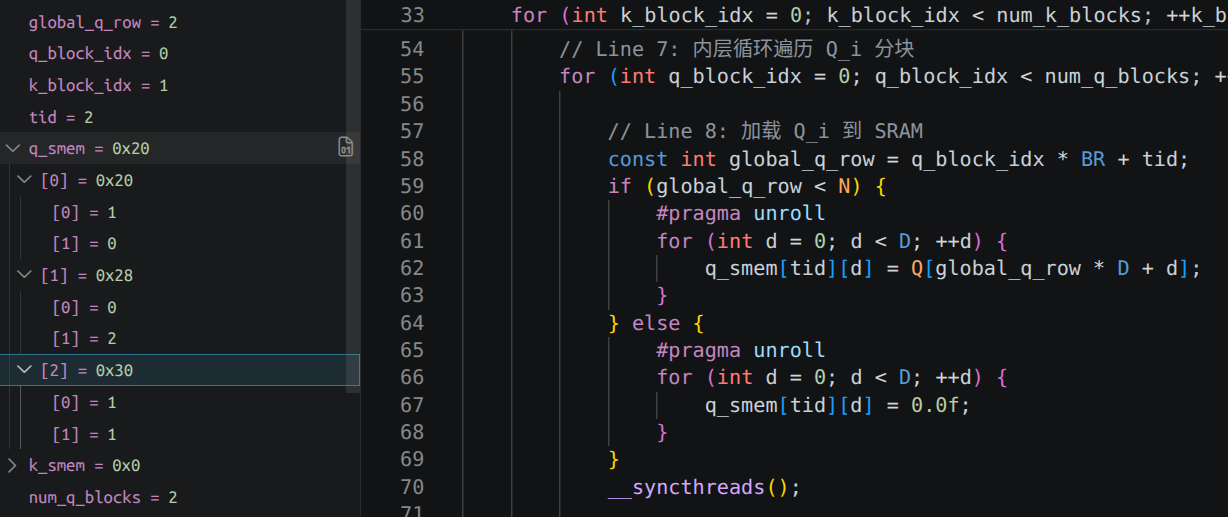 global_q_row = 2
q_block_idx = 0
k_block_idx = 1
tid = 2
q_smem = 0x20
[0] = 0x20
[0] = 1
[1] = 0
[1] = 0x28
[0] = 0
[1] = 2
[2] = 0x30
[0] = 1
[1] = 1
k_smem = 0x0
num_q_blocks = 2
33 for (int k_block_idx = 0; k_block_idx < num_k_blocks; ++k_b
54 // Line 7: 内层循环遍历 Q_i 分块
55 for (int q_block_idx = 0; q_block_idx < num_q_blocks; +
56
57 // Line 8: 加载 Q_i 到 SRAM
58 const int global_q_row = q_block_idx * BR + tid;
59 if (global_q_row < N) {
60 #pragma unroll
61 for (int d = 0; d < D; ++d) {
62 q_smem[tid][d] = Q[global_q_row * D + d];
63 }
64 } else {
65 #pragma unroll
66 for (int d = 0; d < D; ++d) {
67 q_smem[tid][d] = 0.0f;
68 }
69 }
70 __syncthreads();
71